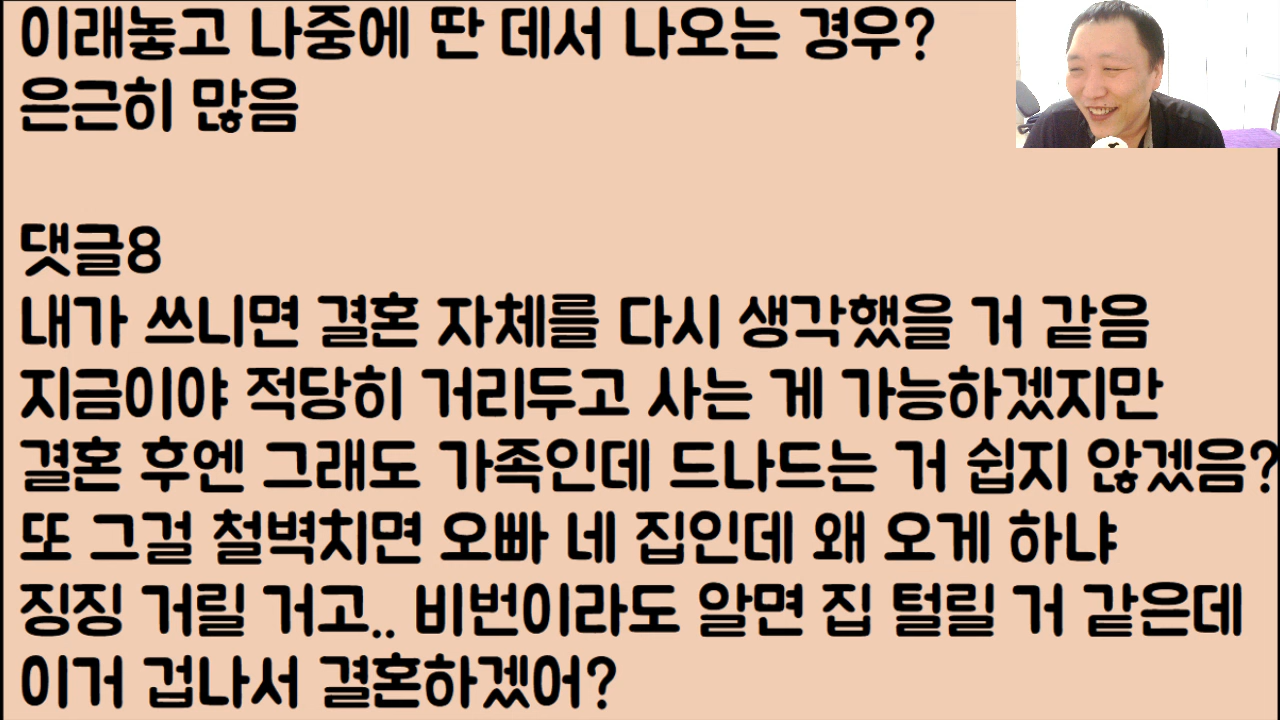 이래놓고 나중에 딴 데서 나오는 경우?
은근히 많음
댓글8
내가 쓰니면 결혼 자체를 다시 생각했을 거 같음
지금이야 적당히 거리두고 사는 게 가능하겠지만
결혼 후엔 그래도 가족인데 드나드는 거 쉽지 않겠음?
또 그걸 철벽치면 오빠 네 집인데 왜 오게 하냐
징징 거릴 거고.. 비번이라도 알면 집 털릴 거 같은데
이거 겁나서 결혼하겠어?